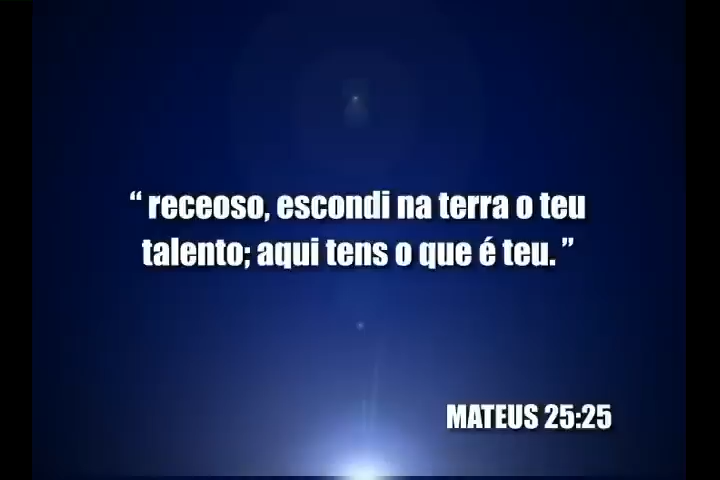 “ receoso, escondi na terra o teu
talento; aqui tens o que é teu. ”
MATEUS 25:25